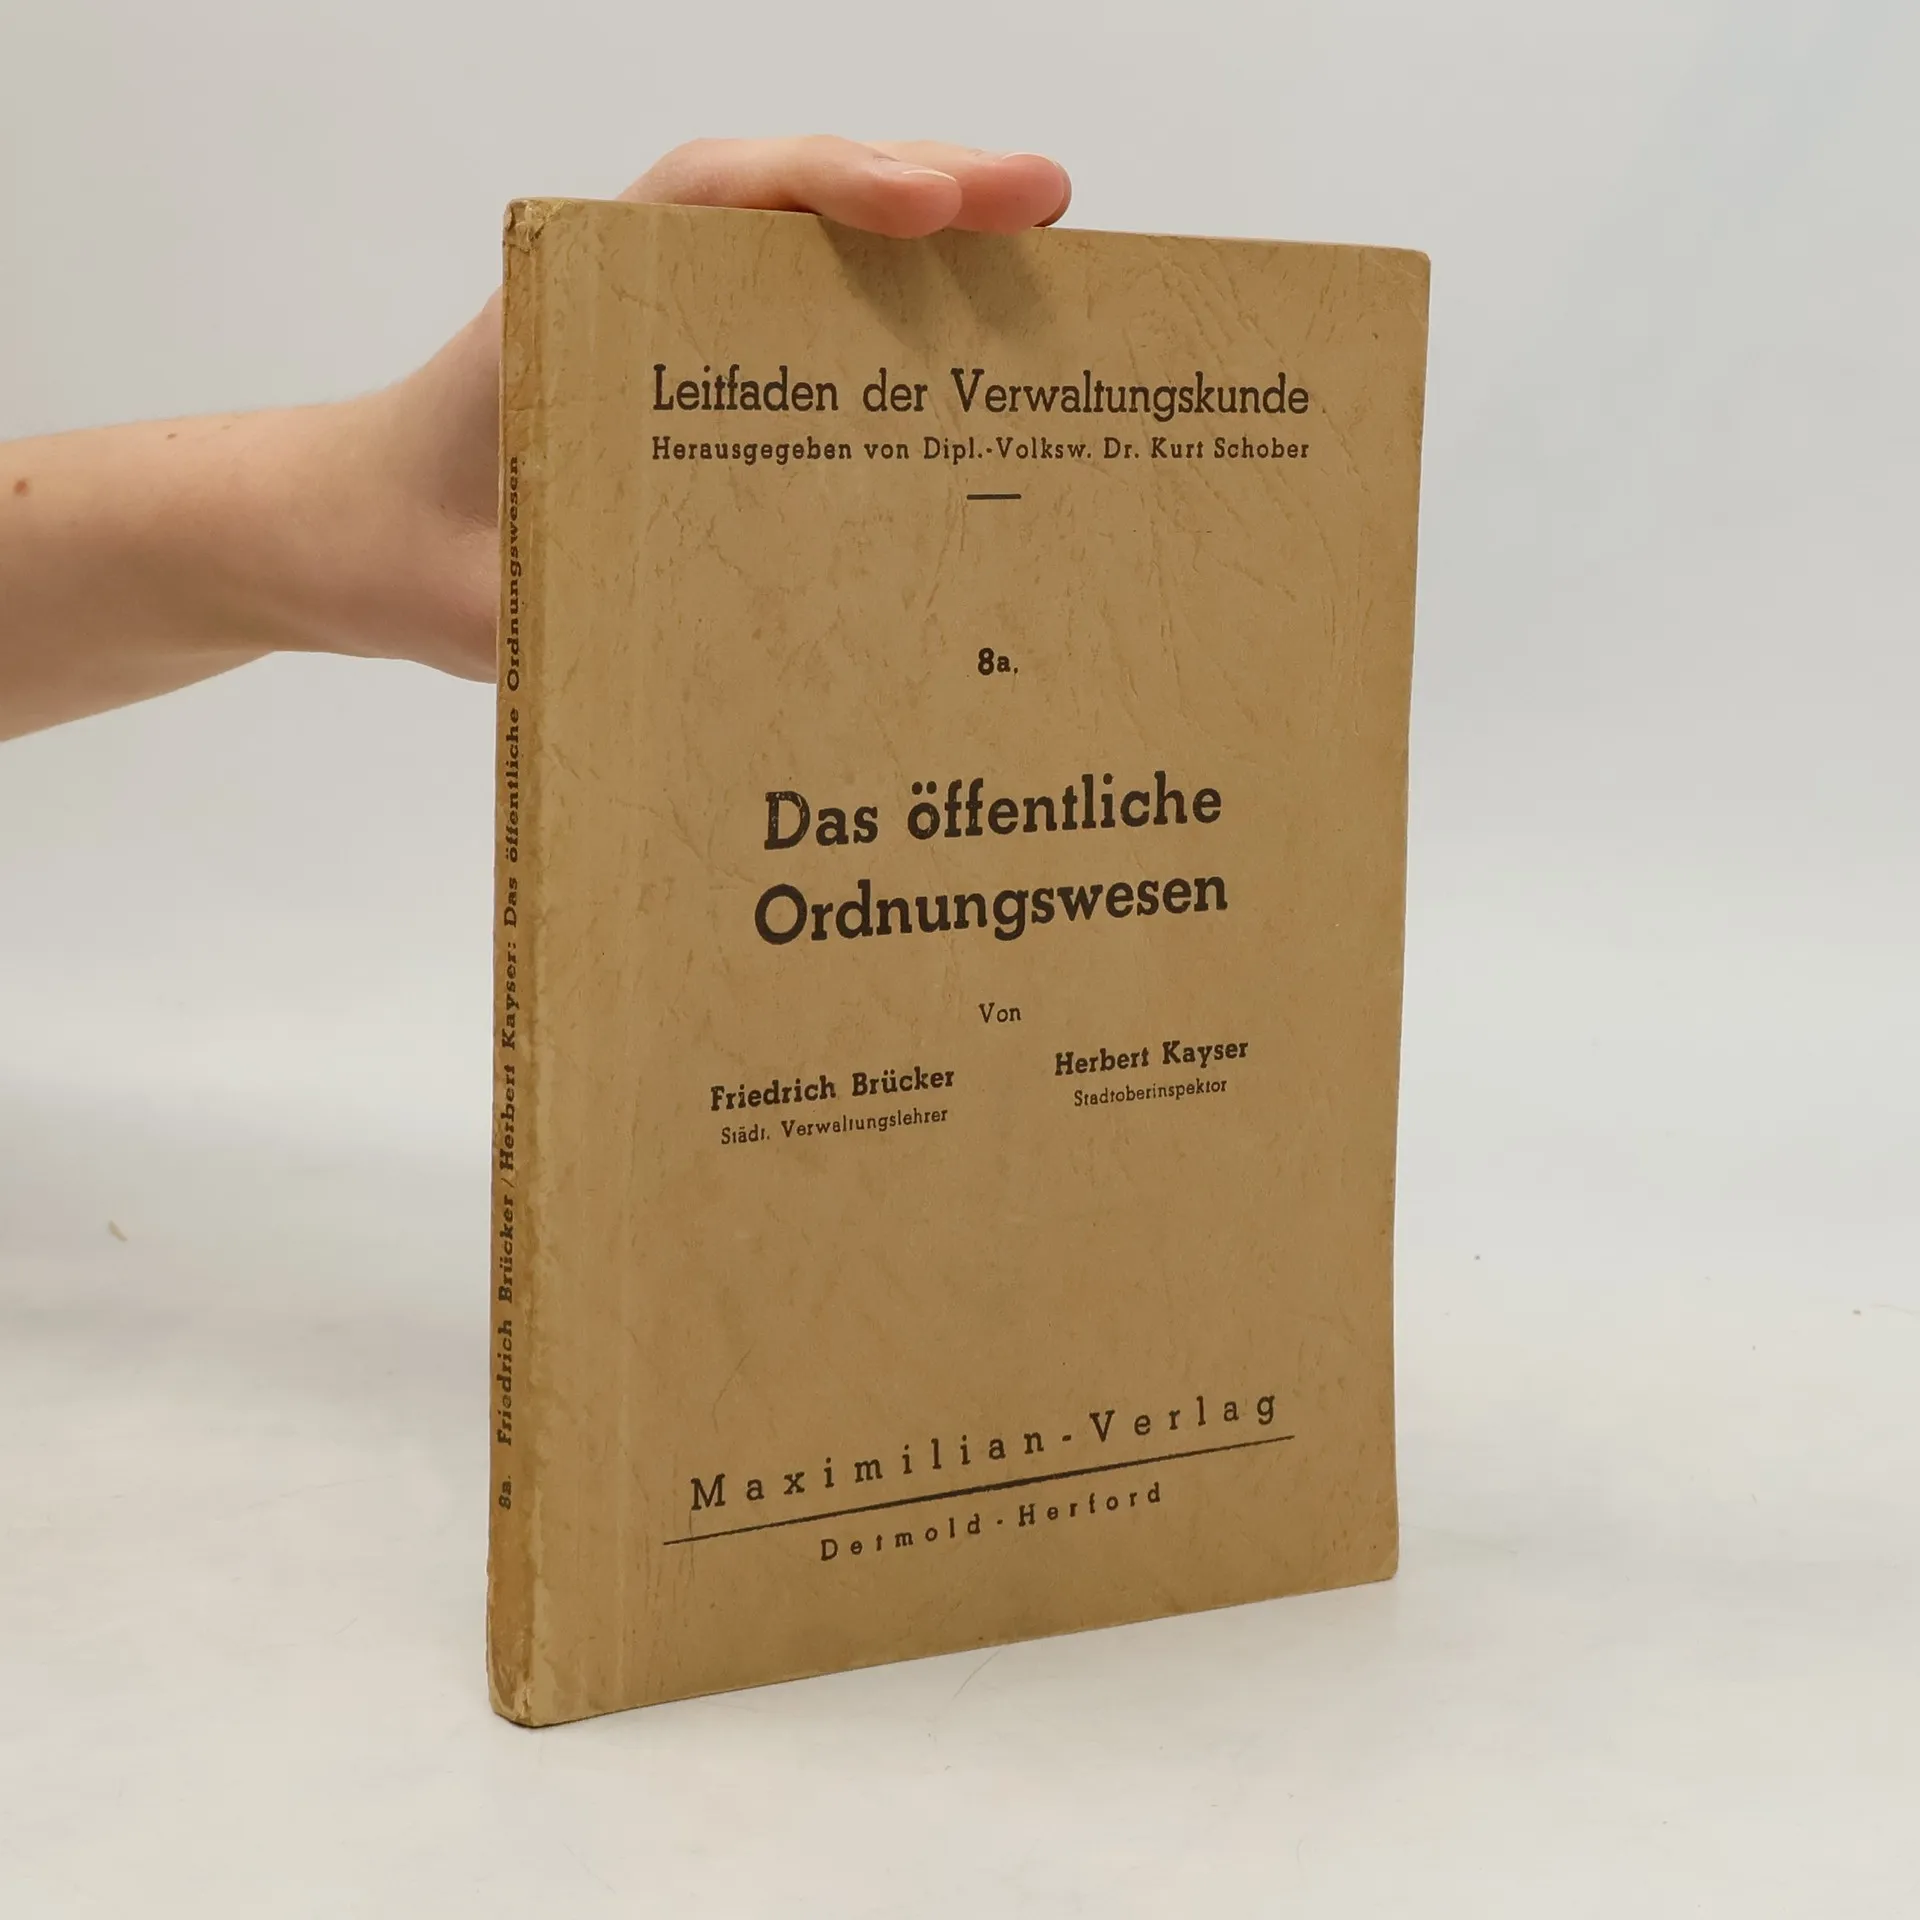 Leitfaden der Verwaltungskunde
Herausgegeben von Dipl.-Volksw. Dr. Kurt Schober
8a.
Das öffentliche
Ordnungswesen
Von
Friedrich Brücker
Städt. Verwaltungslehrer
Herbert Kayser
Stadtoberinspektor
Maximilian-Verlag
Detmold-Herford
8a. Friedrich Brücker/Herbert Kayser: Das öffentliche Ordnungswesen